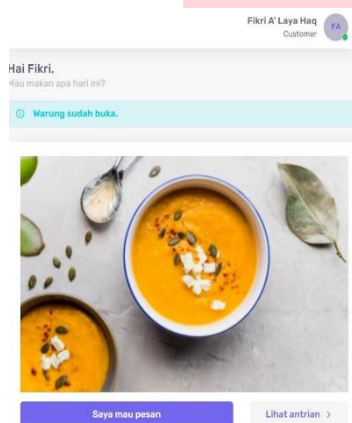 Fikri A' Laya Haq
Customer
FA
Hai Fikri,
Mau makan apa hari ini?
Warung sudah buka.
Saya mau pesan
Lihat antrian >